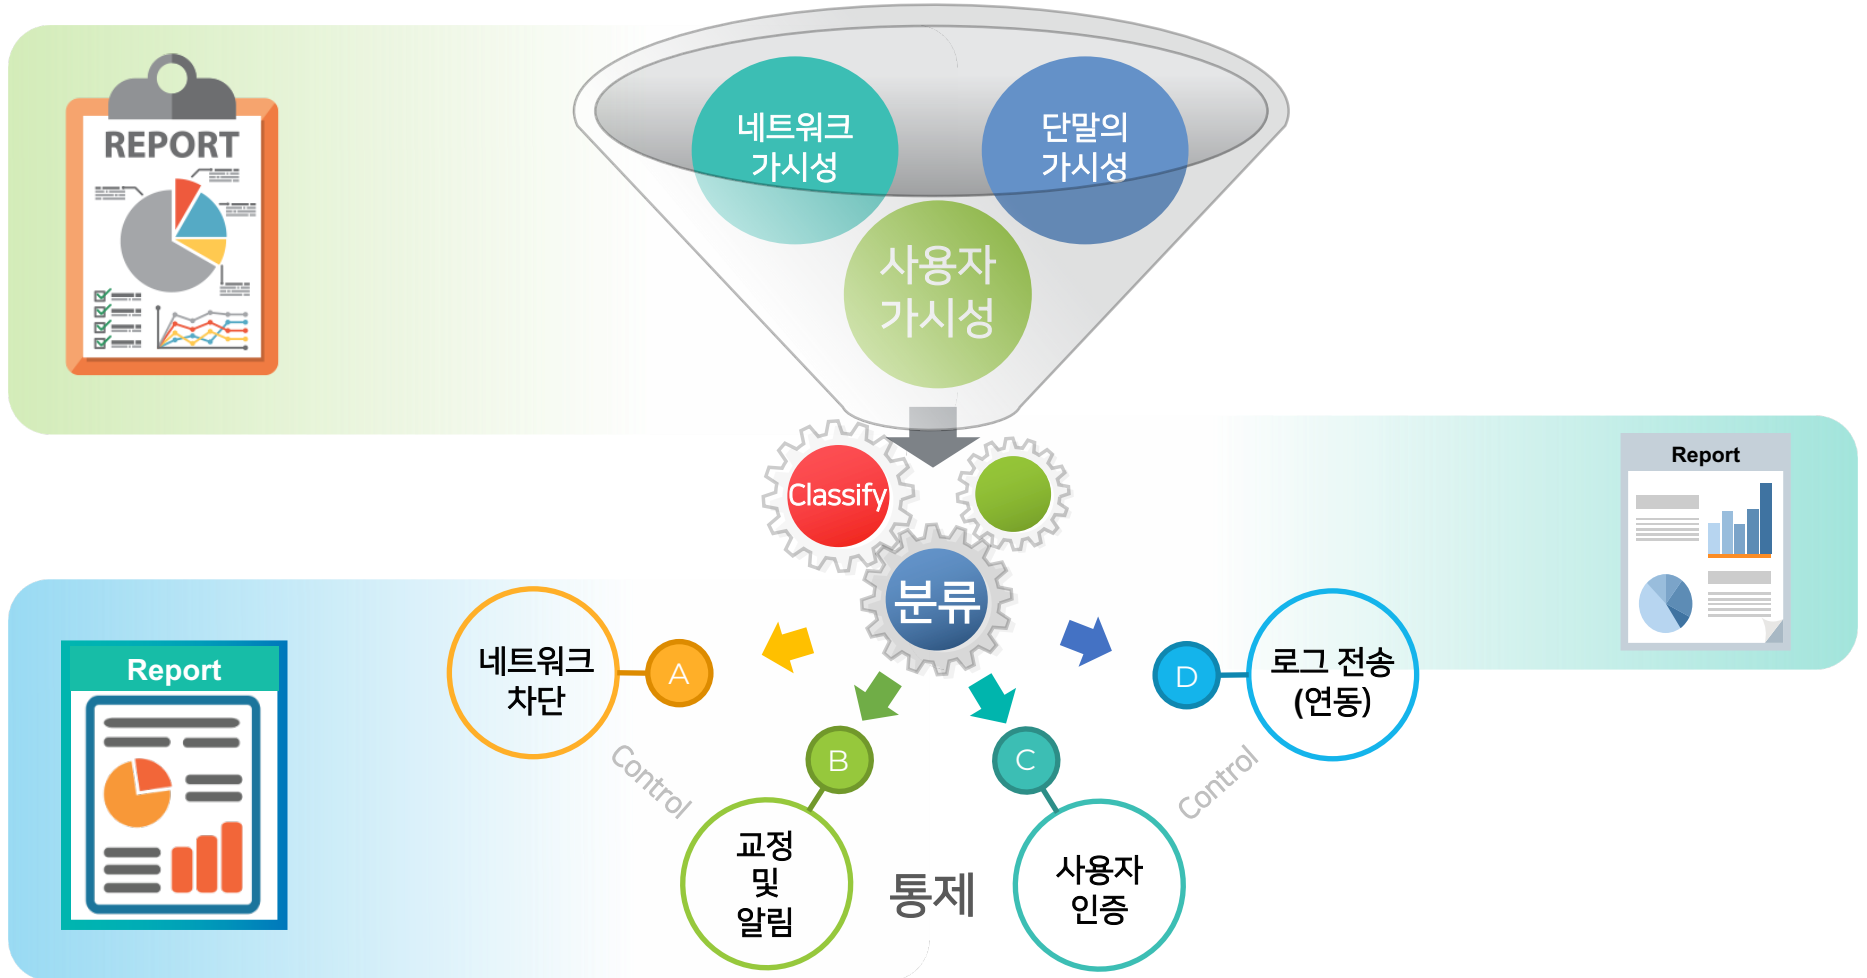 REPORT
네트워크
가시성
단말의
가시성
사용자
가시성
Classify
분류
Report
Report
네트워크
차단
A
B
C
D
로그 전송
(연동)
Control
Control
교정
및
알림
통제
사용자
인증